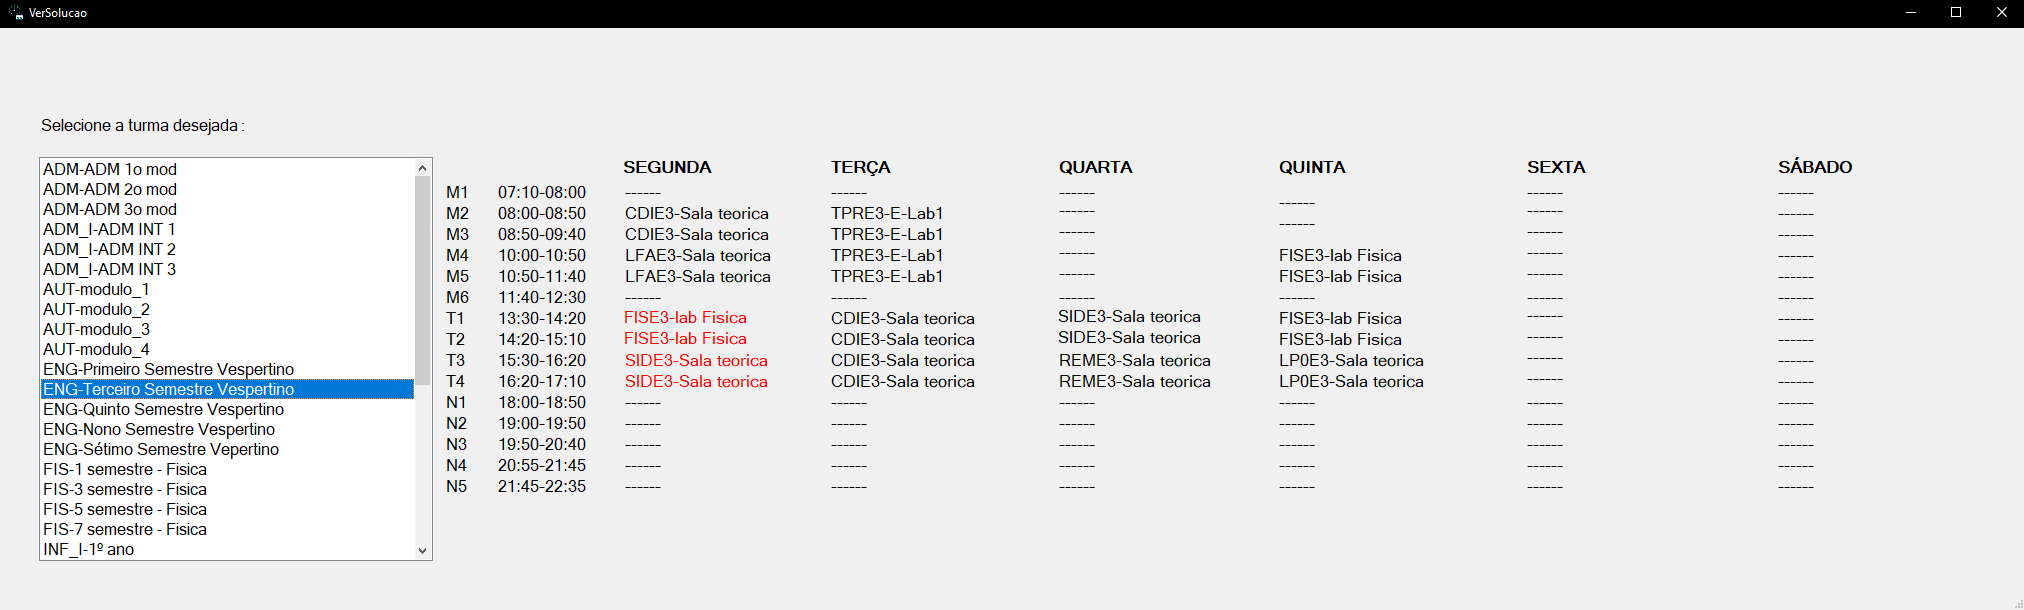 VerSolucao
Selecione a turma desejada :
ADM-ADM 1o mod
ADM-ADM 2o mod
ADM-ADM 3o mod
ADM_I-ADM INT 1
ADM_I-ADM INT 2
ADM_I-ADM INT 3
AUT-modulo_1
AUT-modulo_2
AUT-modulo_3
AUT-modulo_4
ENG-Primeiro Semestre Vespertino
ENG-Terceiro Semestre Vespertino
ENG-Quinto Semestre Vespertino
ENG-Nono Semestre Vespertino
ENG-Sétimo Semestre Vepertino
FIS-1 semestre - Fisica
FIS-3 semestre - Fisica
FIS-5 semestre - Fisica
FIS-7 semestre - Fisica
INF_I-1º ano
SEGUNDA TERÇA QUARTA QUINTA SEXTA SÁBADO
M1 07:10-08:00 ------ ------ ------ ------ ------ ------
M2 08:00-08:50 CDIE3-Sala teorica TPRE3-E-Lab1 ------ ------ ------ ------
M3 08:50-09:40 CDIE3-Sala teorica TPRE3-E-Lab1 ------ ------ ------
M4 10:00-10:50 LFAE3-Sala teorica TPRE3-E-Lab1 ------ FISE3-lab Fisica ------ ------
M5 10:50-11:40 LFAE3-Sala teorica TPRE3-E-Lab1 FISE3-lab Fisica ------ ------
M6 11:40-12:30 ------ ------ ------ ------ ------ ------
T1 13:30-14:20 FISE3-lab Fisica CDIE3-Sala teorica SIDE3-Sala teorica FISE3-lab Fisica ------ ------
T2 14:20-15:10 FISE3-lab Fisica CDIE3-Sala teorica SIDE3-Sala teorica FISE3-lab Fisica ------ ------
T3 15:30-16:20 SIDE3-Sala teorica CDIE3-Sala teorica REME3-Sala teorica LP0E3-Sala teorica ------ ------
T4 16:20-17:10 SIDE3-Sala teorica CDIE3-Sala teorica REME3-Sala teorica LP0E3-Sala teorica ------ ------
N1 18:00-18:50 ------ ------ ------ ------ ------ ------
N2 19:00-19:50 ------ ------ ------ ------ ------ ------
N3 19:50-20:40 ------ ------ ------ ------ ------ ------
N4 20:55-21:45 ------ ------ ------ ------ ------ ------
N5 21:45-22:35 ------ ------ ------ ------ ------ ------